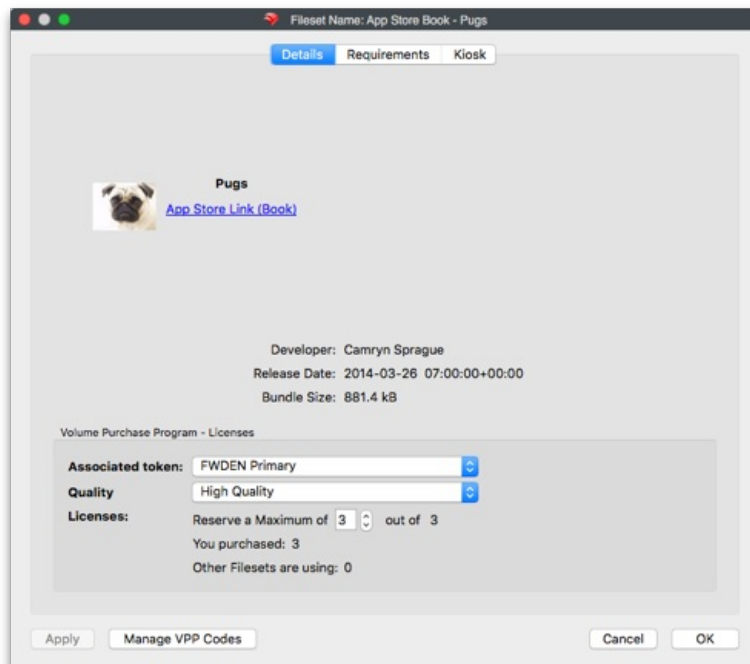 Fileset Name: App Store Book - Pugs
Details Requirements Kiosk
Pugs
App Store Link (Book)
Developer: Camryn Sprague
Release Date: 2014-03-26 07:00:00+00:00
Bundle Size: 881.4 kB
Volume Purchase Program - Licenses
Associated token: FWDEN Primary
Quality High Quality
Licenses: Reserve a Maximum of 3 out of 3
You purchased: 3
Other Filesets are using: 0
Apply Manage VPP Codes Cancel OK